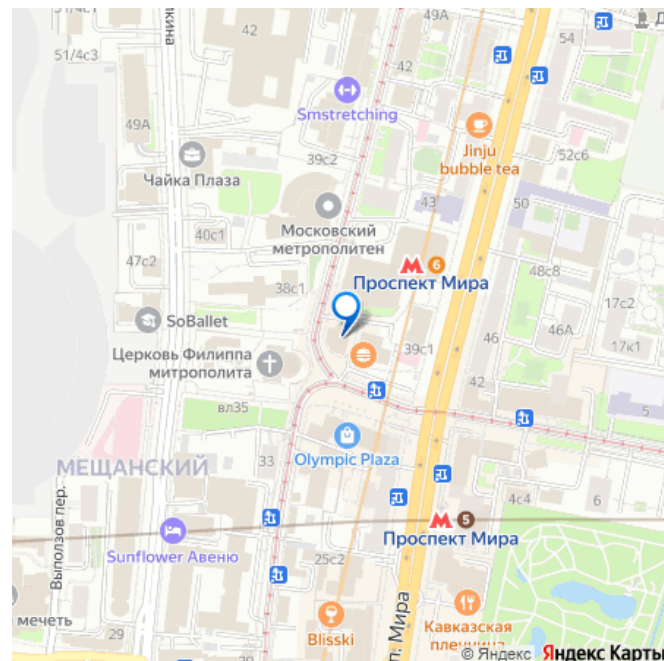 51/4с3
42
49А
42
54
49А
Smstretching
Jinju
bubble tea
39с2
52с6
Чайка Плаза
Московский
метрополитен
43
50
40с1
47с2
38с1
6
Проспект Мира
48с8
17с2
SoBallet
46
46А
17к1
Церковь Филиппа
митрополита
39с1
42
5
вл35
МЕЩАНСКИЙ
33
Olympic Plaza
Выползов пер.
5
Проспект Мира
4с4
6
Sunflower Авеню
25с2
мечеть
29
29
Blisski
Кавказская
пленница
© Яндекс Яндекс Карты